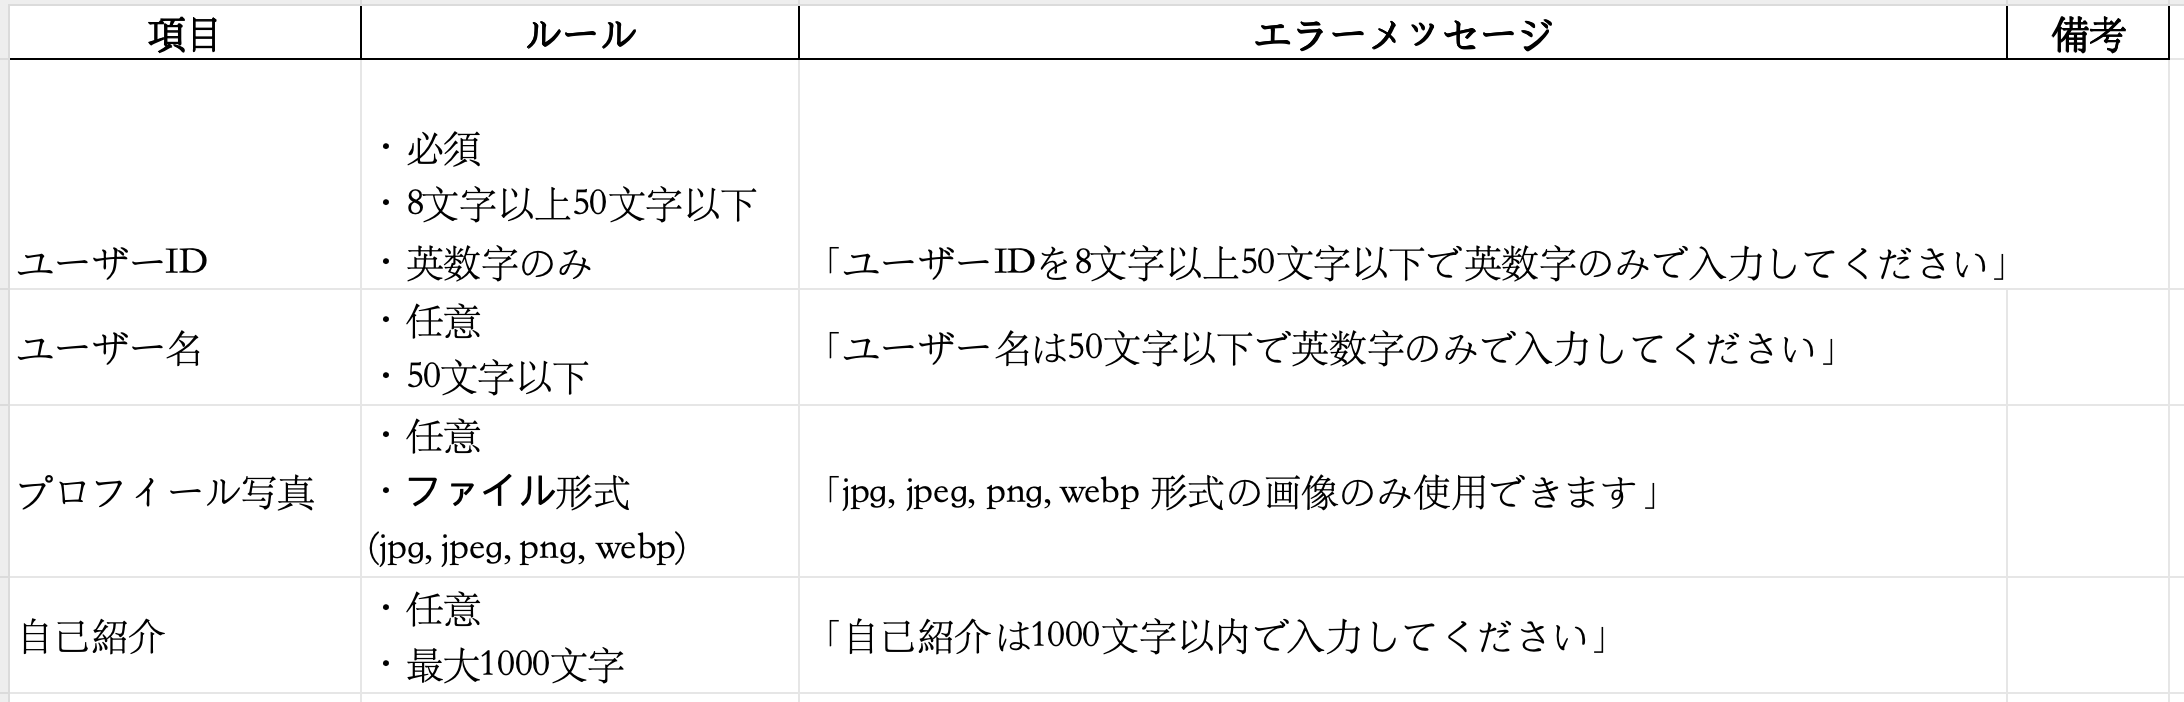 項目 ルール エラーメッセージ 備考
・必須
・8文字以上50文字以下
ユーザーID ・英数字のみ 「ユーザーIDを8文字以上50文字以下で英数字のみで入力してください」
・任意
ユーザー名 「ユーザー名は50文字以下で英数字のみで入力してください」
・50文字以下
・任意
プロフィール写真 ・ファイル形式 「jpg, jpeg, png, webp 形式の画像のみ使用できます」
(jpg, jpeg, png, webp)
・任意
自己紹介 「自己紹介は1000文字以内で入力してください」
・最大1000文字